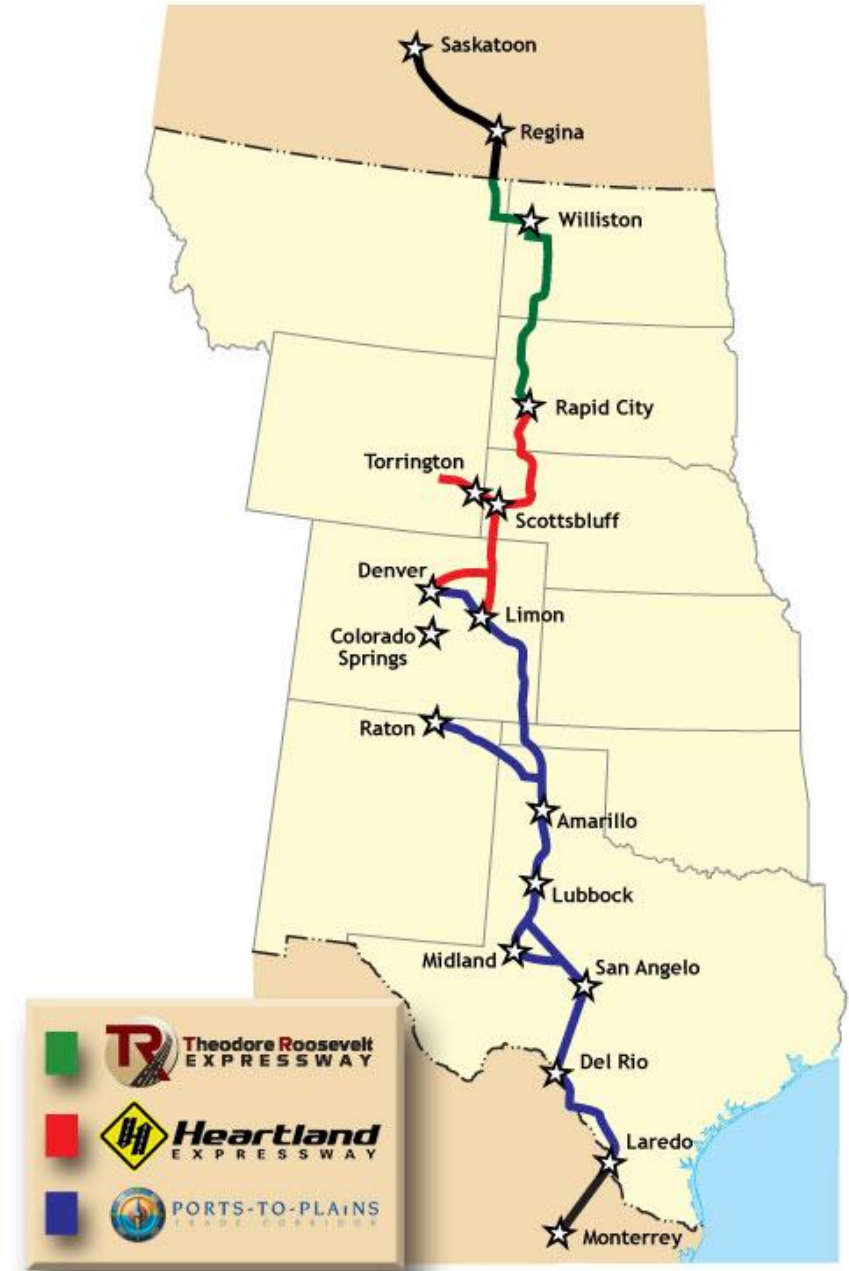 Saskatoon
Regina
Williston
Rapid City
Torrington
Scottsbluff
Denver
Limon
Colorado
Springs
Raton
Amarillo
Lubbock
Midland
San Angelo
Del Rio
Laredo
Monterrey
TR Theodore Roosevelt
EXPRESSWAY
Heartland
EXPRESSWAY
PORTS-TO-PLAiNS
TRADE CORRIDOR